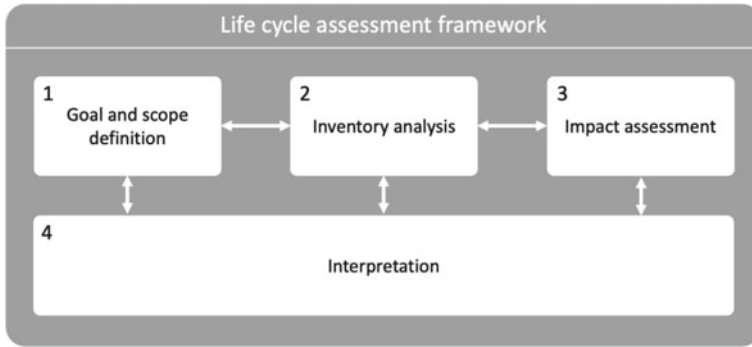 Life cycle assessment framework
1
Goal and scope
definition
2
Inventory analysis
3
Impact assessment
4
Interpretation